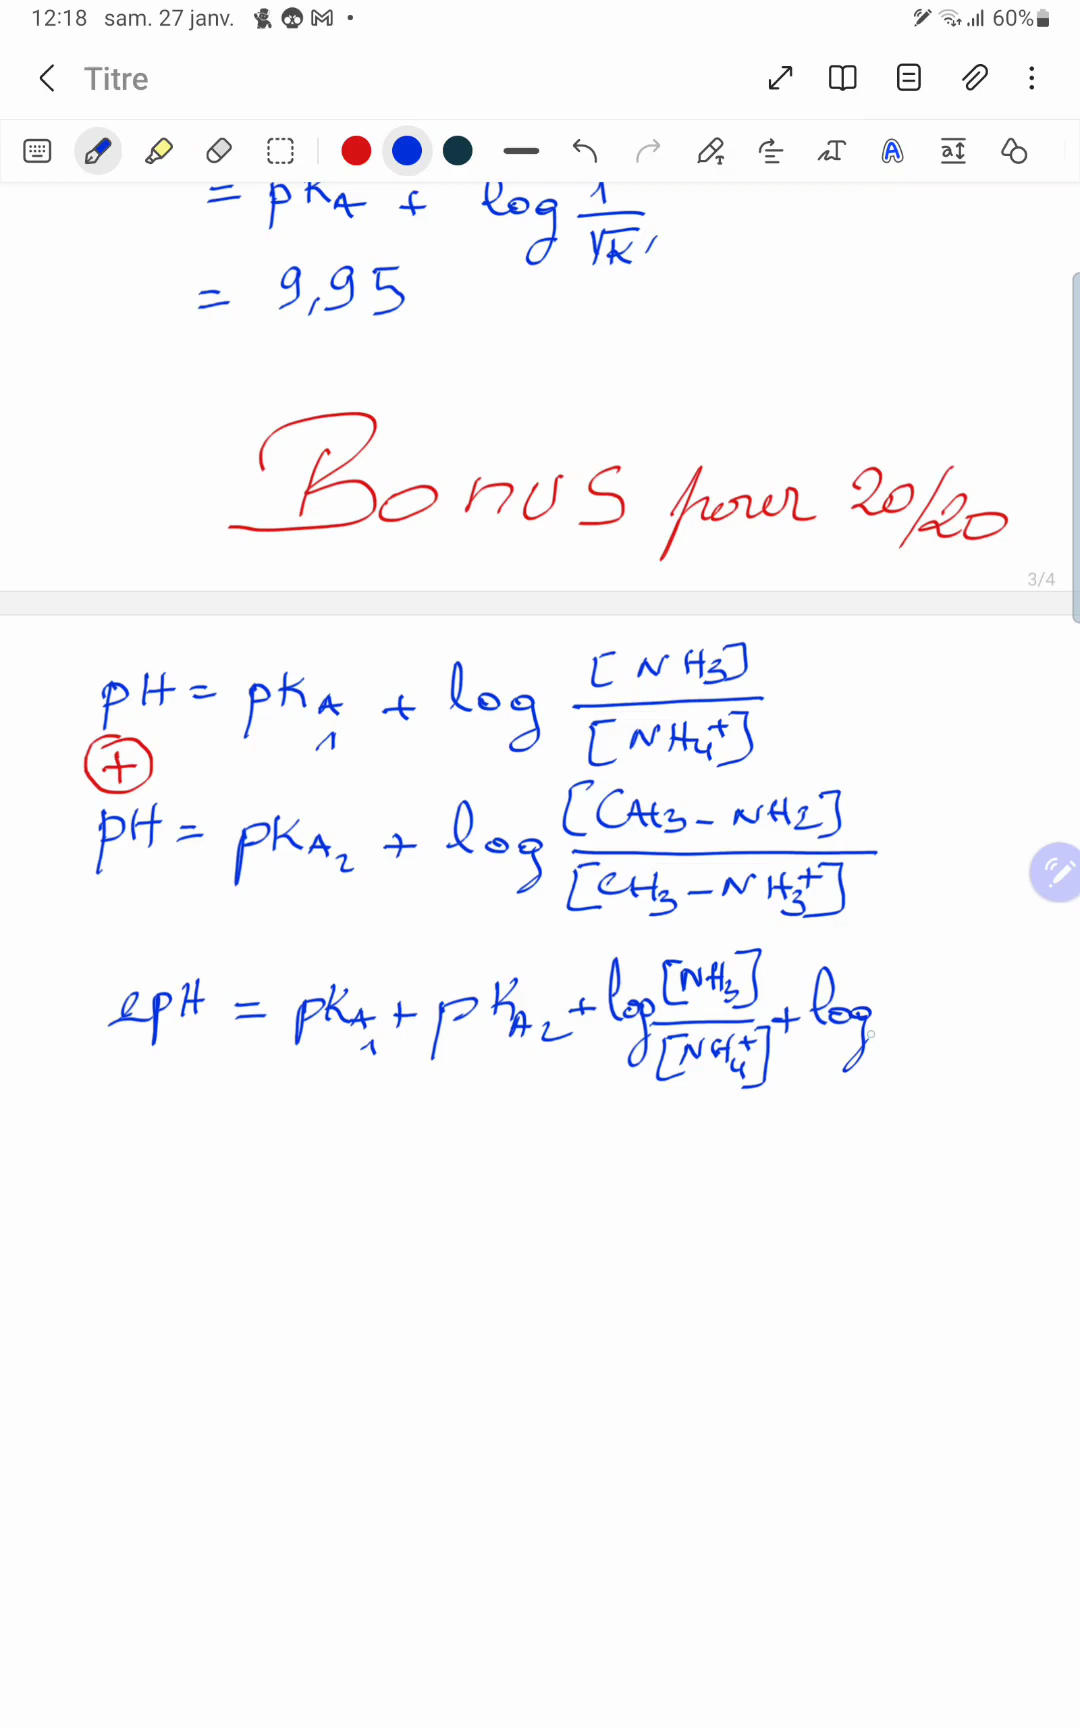 12:18 sam. 27 janv. 60%
Titre
= pKA + log 1/√K,
= 9,95
Bonus pour 20/20
3/4
pH = pKA1 + log [NH3]/[NH4+]
+
pH = pKA2 + log [CH3-NH2]/[CH3-NH3+]
2pH = pKA1 + pKA2 + log [NH3]/[NH4+] + log